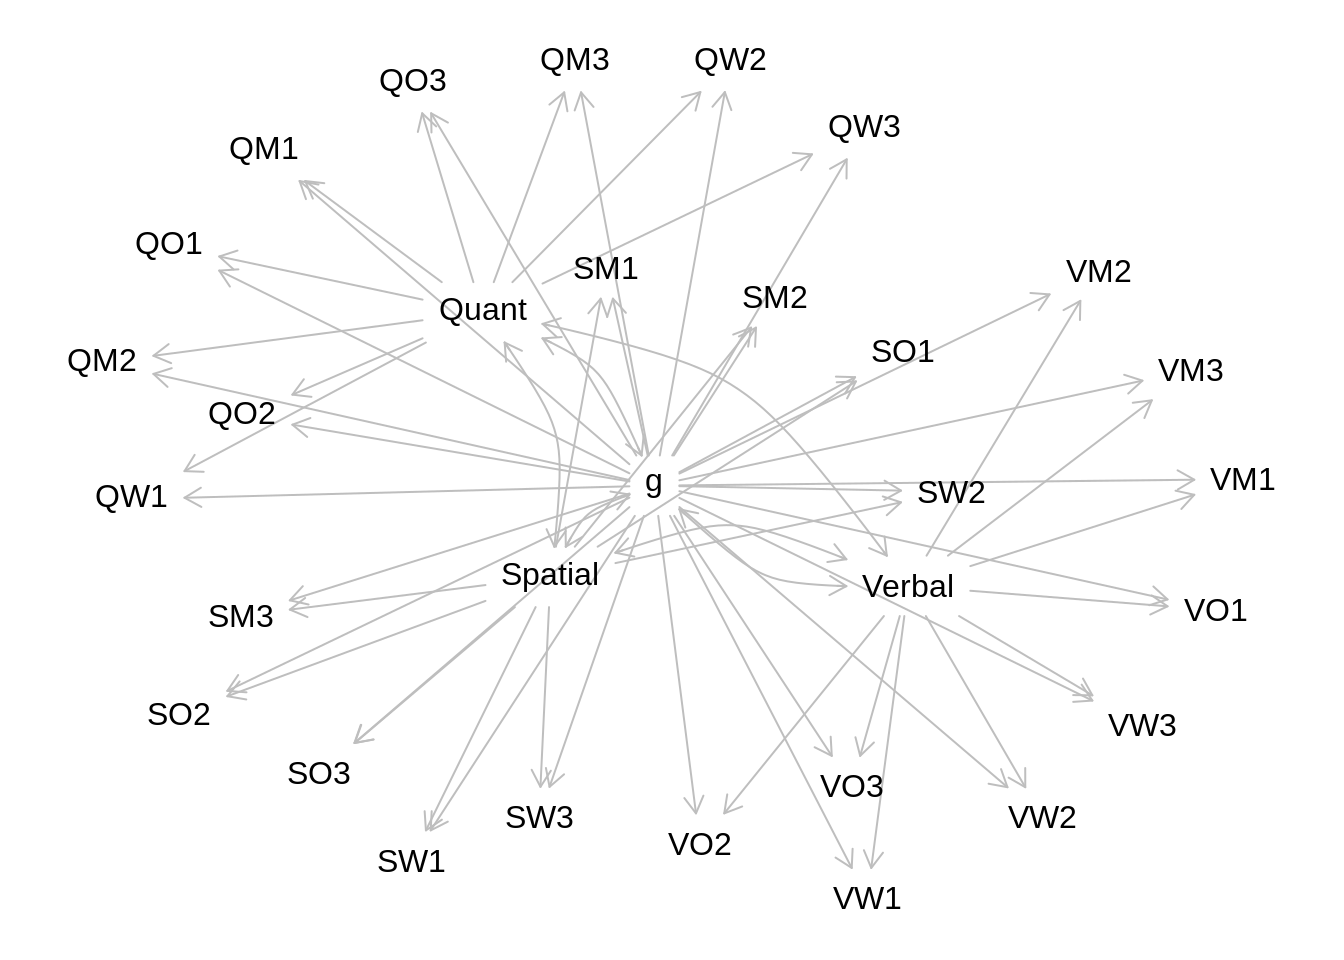 QM3
QW2
QO3
QW3
QM1
QO1
SM1
VM2
SM2
Quant
SO1
QM2
VM3
QO2
g
VM1
SW2
QW1
Spatial
Verbal
VO1
SM3
SO2
VW3
SO3
VO3
SW3
VW2
VO2
SW1
VW1